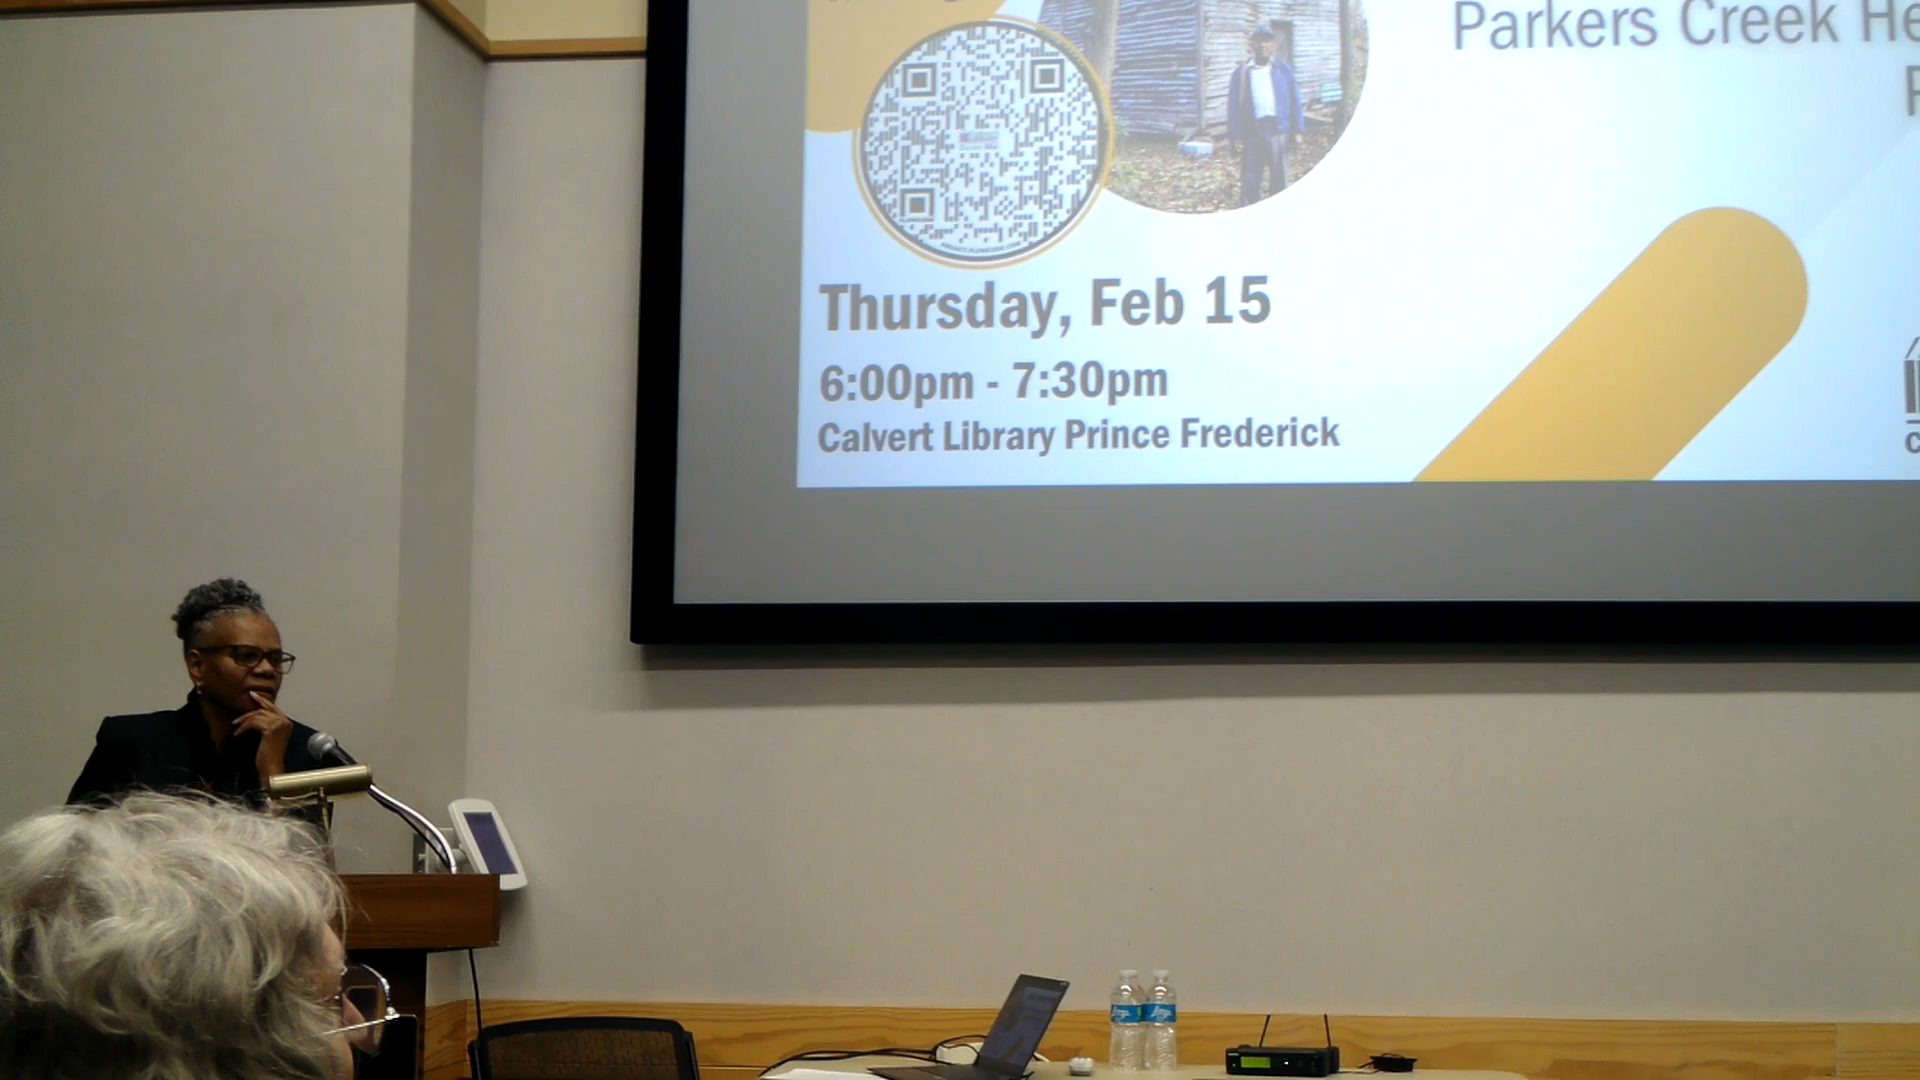 Parkers Creek He
Thursday, Feb 15
6:00pm - 7:30pm
Calvert Library Prince Frederick